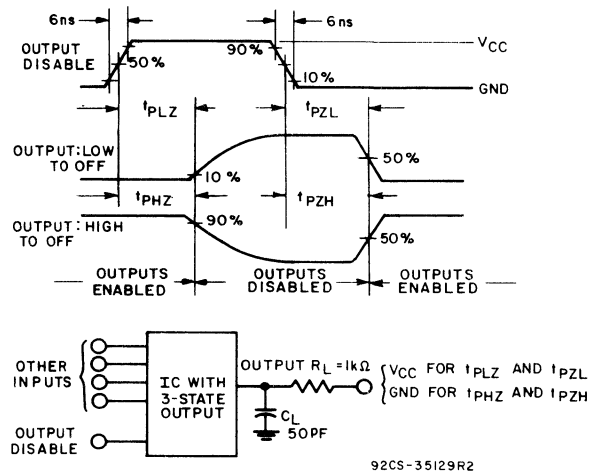 6ns
6ns
OUTPUT
DISABLE
50%
90%
10%
VCC
GND
tPLZ
tPZL
OUTPUT:LOW
TO OFF
10%
50%
tPHZ
tPZH
OUTPUT: HIGH
TO OFF
90%
50%
OUTPUTS
ENABLED
OUTPUTS
DISABLED
OUTPUTS
ENABLED
OTHER
INPUTS
IC WITH
3-STATE
OUTPUT
OUTPUT RL = 1kΩ
VCC FOR tPLZ AND tPZL
GND FOR tPHZ AND tPZH
CL
50PF
OUTPUT
DISABLE
92CS-35129R2